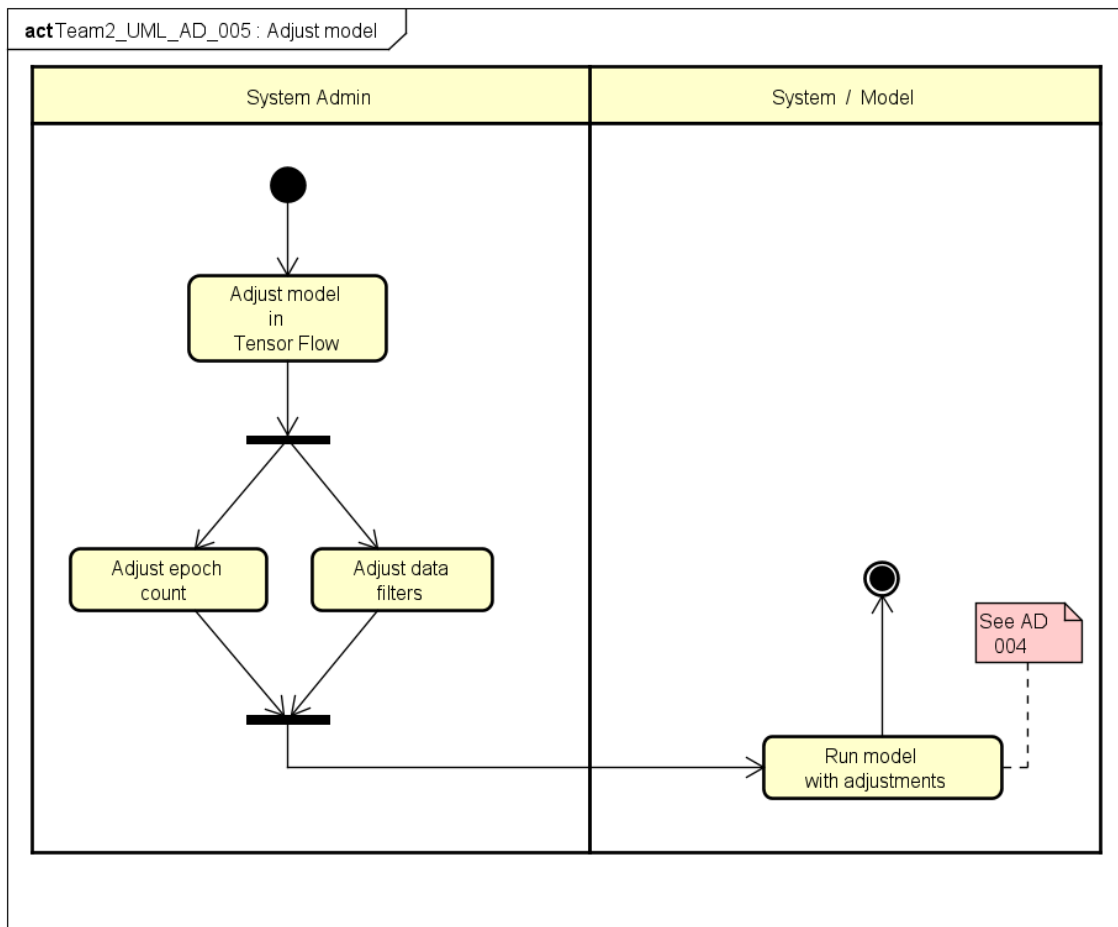 act Team2_UML_AD_005 : Adjust model
System Admin
System / Model
Adjust model
in
Tensor Flow
Adjust epoch
count
Adjust data
filters
See AD
004
Run model
with adjustments